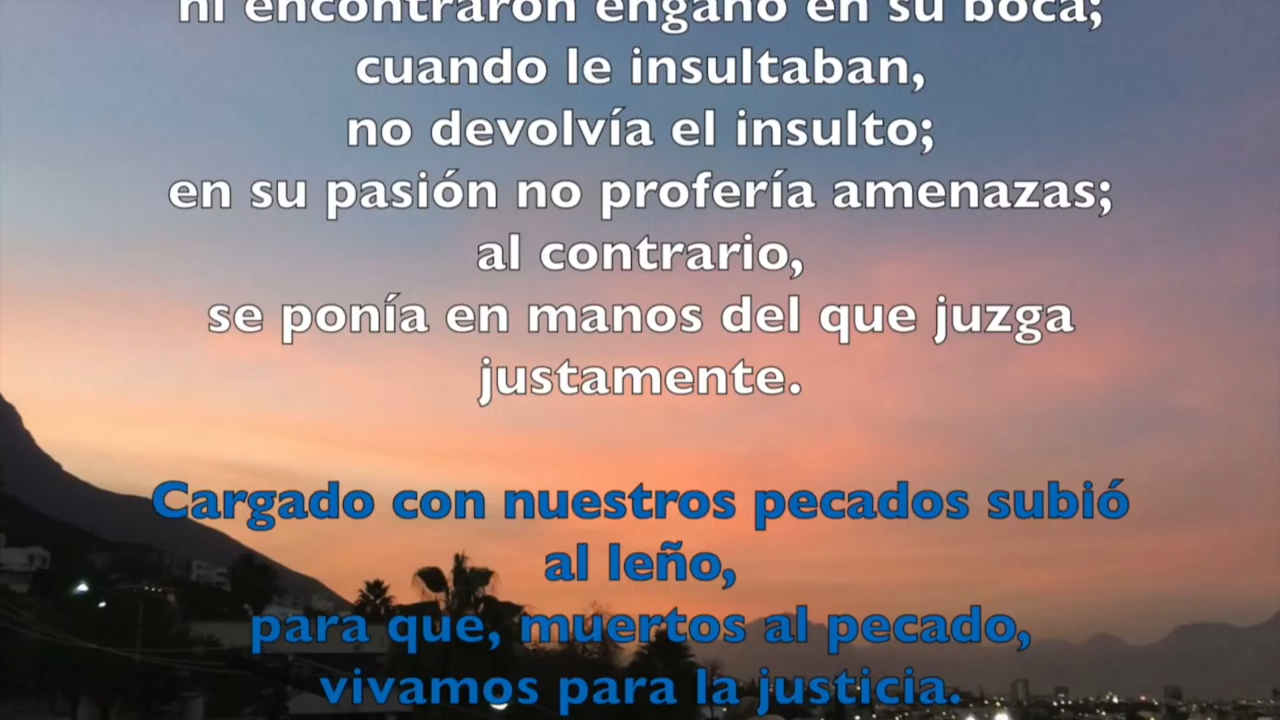 ni encontraron engaño en su boca;
cuando le insultaban,
no devolvía el insulto;
en su pasión no profería amenazas;
al contrario,
se ponía en manos del que juzga
justamente.
Cargado con nuestros pecados subió
al leño,
para que, muertos al pecado,
vivamos para la justicia.